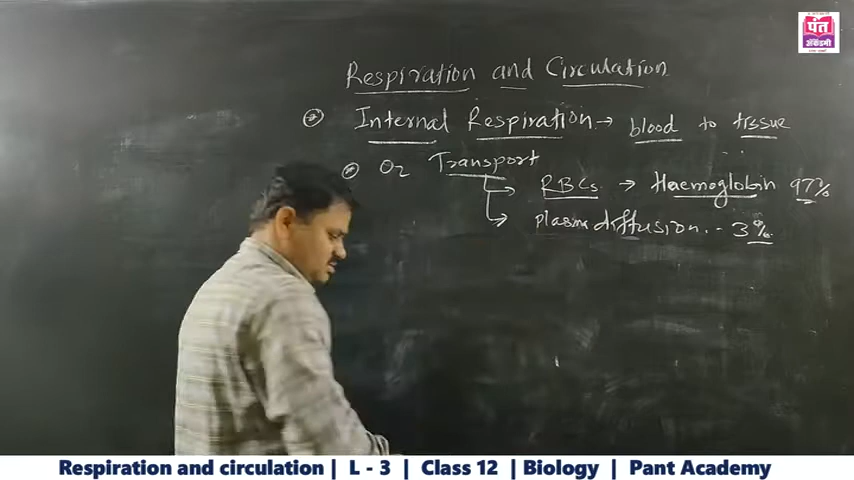 पंत
अ‍ॅकॅडमी
Respiration and Circulation
Internal Respiration → blood to tissue
O₂ Transport
→ RBCs → Haemoglobin 97%
→ plasma diffusion - 3%
Respiration and circulation | L - 3 | Class 12 | Biology | Pant Academy